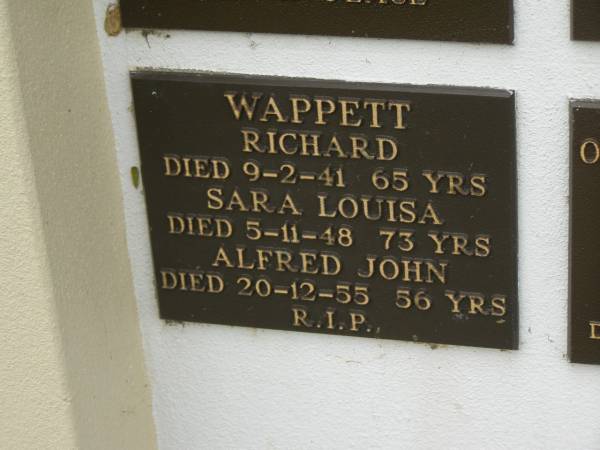 WAPPETT
RICHARD
DIED 9-2-41 65 YRS
SARA LOUISA
DIED 5-11-48 73 YRS
ALFRED JOHN
DIED 20-12-55 56 YRS
R.I.P.